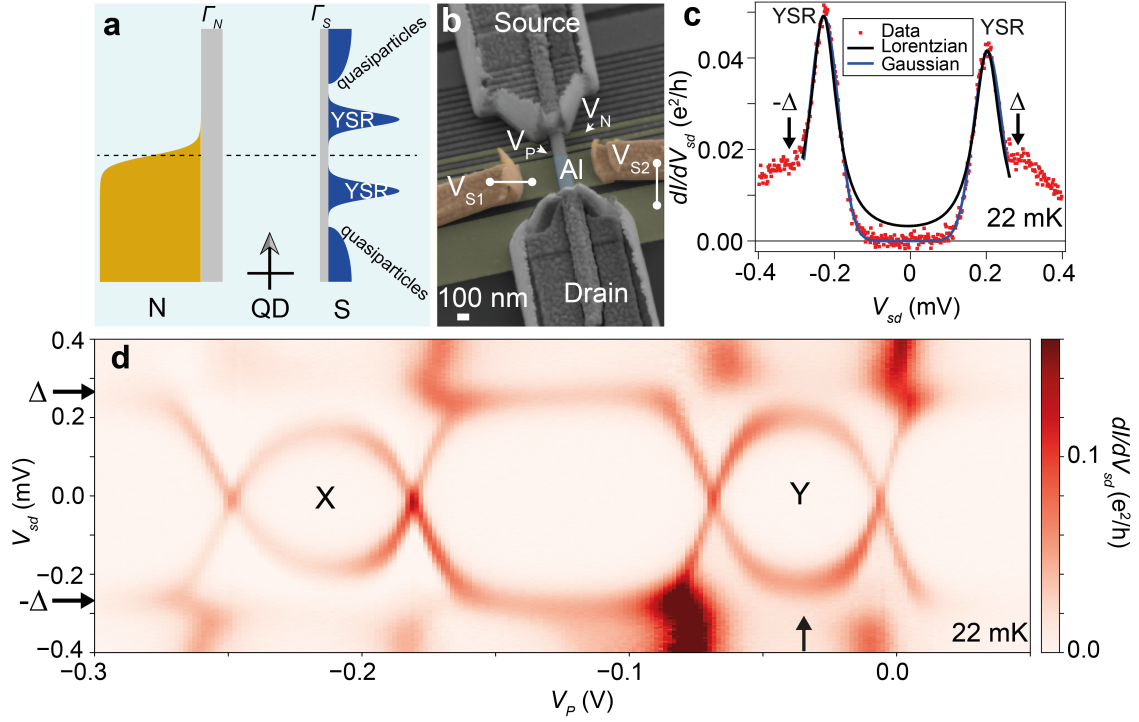 a
Γ_N
Γ_S
quasiparticles
YSR
YSR
quasiparticles
N
QD
S
b
Source
V_N
V_P
V_S1
Al
V_S2
100 nm
Drain
c
YSR
YSR
Data
Lorentzian
Gaussian
-Δ
Δ
22 mK
dI/dV_sd (e²/h)
0.04
0.02
0.00
-0.4
-0.2
0
0.2
0.4
V_sd (mV)
d
Δ
-Δ
V_sd (mV)
0.4
0.2
0.0
−0.2
−0.4
X
Y
22 mK
−0.3
−0.2
−0.1
0.0
V_P (V)
0.1
0.0
dI/dV_sd (e²/h)